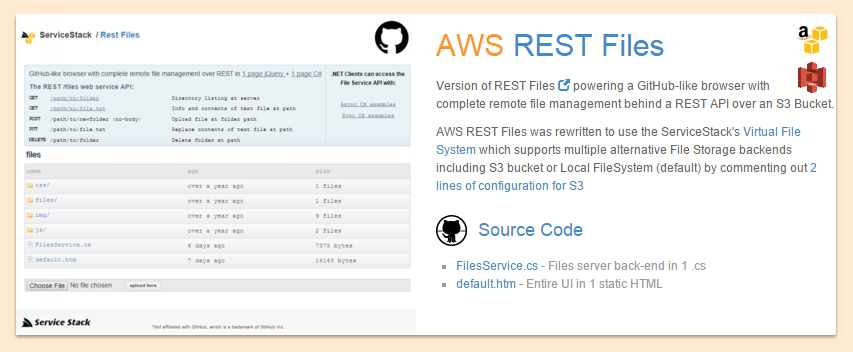 ServiceStack / Rest Files
GitHub-like browser with complete remote file management over REST in 1 page jQuery + 1 page C#
The REST /files web service API:
GET /path/to/folder Directory listing at server
GET /path/to/file.txt Info and contents of text file at path
POST /path/to/newfolder (no-body) Upload file at folder path
PUT /path/to/file.txt Replace contents of text file at path
DELETE /path/to/folder Delete folder at path
.NET Clients can access the
File Service API with:
Async C# examples
Sync C# examples
files
name age size
css/ over a year ago 1 files
files/ over a year ago 1 files
img/ over a year ago 9 files
js/ over a year ago 2 files
FilesService.cs 6 days ago 7375 bytes
default.htm 7 days ago 14143 bytes
Choose File No file chosen upload here
Service Stack
*Not affiliated with GitHub, which is a trademark of GitHub Inc.
AWS REST Files
a
Version of REST Files powering a GitHub-like browser with
complete remote file management behind a REST API over an S3 Bucket.
AWS REST Files was rewritten to use the ServiceStack's Virtual File
System which supports multiple alternative File Storage backends
including S3 bucket or Local FileSystem (default) by commenting out 2
lines of configuration for S3
Source Code
FilesService.cs - Files server back-end in 1 .cs
default.htm - Entire UI in 1 static HTML